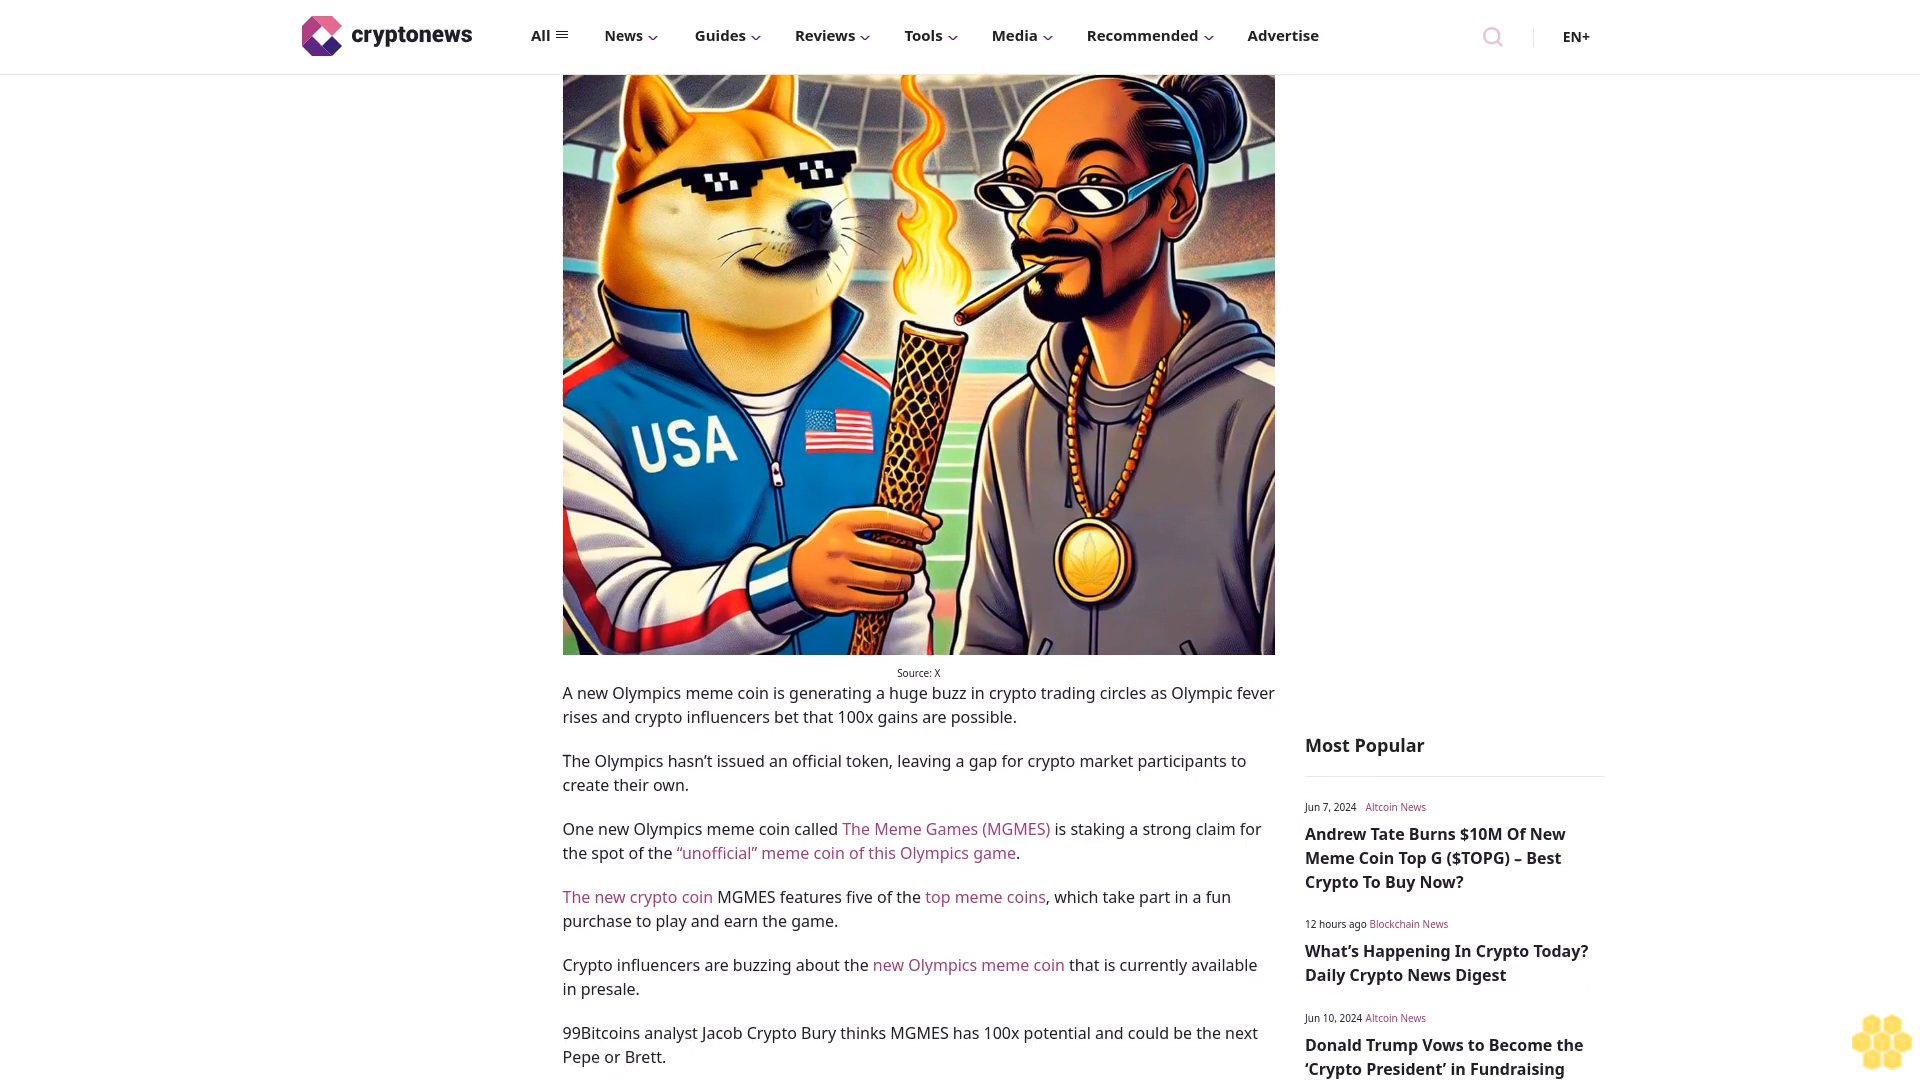 cryptonews
All
News
Guides
Reviews
Tools
Media
Recommended
Advertise
EN+
USA
Source: X
A new Olympics meme coin is generating a huge buzz in crypto trading circles as Olympic fever
rises and crypto influencers bet that 100x gains are possible.
The Olympics hasn’t issued an official token, leaving a gap for crypto market participants to
create their own.
One new Olympics meme coin called The Meme Games (MGMES) is staking a strong claim for
the spot of the “unofficial” meme coin of this Olympics game.
The new crypto coin MGMES features five of the top meme coins, which take part in a fun
purchase to play and earn the game.
Crypto influencers are buzzing about the new Olympics meme coin that is currently available
in presale.
99Bitcoins analyst Jacob Crypto Bury thinks MGMES has 100x potential and could be the next
Pepe or Brett.
Most Popular
Jun 7, 2024 Altcoin News
Andrew Tate Burns $10M Of New
Meme Coin Top G ($TOPG) – Best
Crypto To Buy Now?
12 hours ago Blockchain News
What’s Happening In Crypto Today?
Daily Crypto News Digest
Jun 10, 2024 Altcoin News
Donald Trump Vows to Become the
‘Crypto President’ in Fundraising